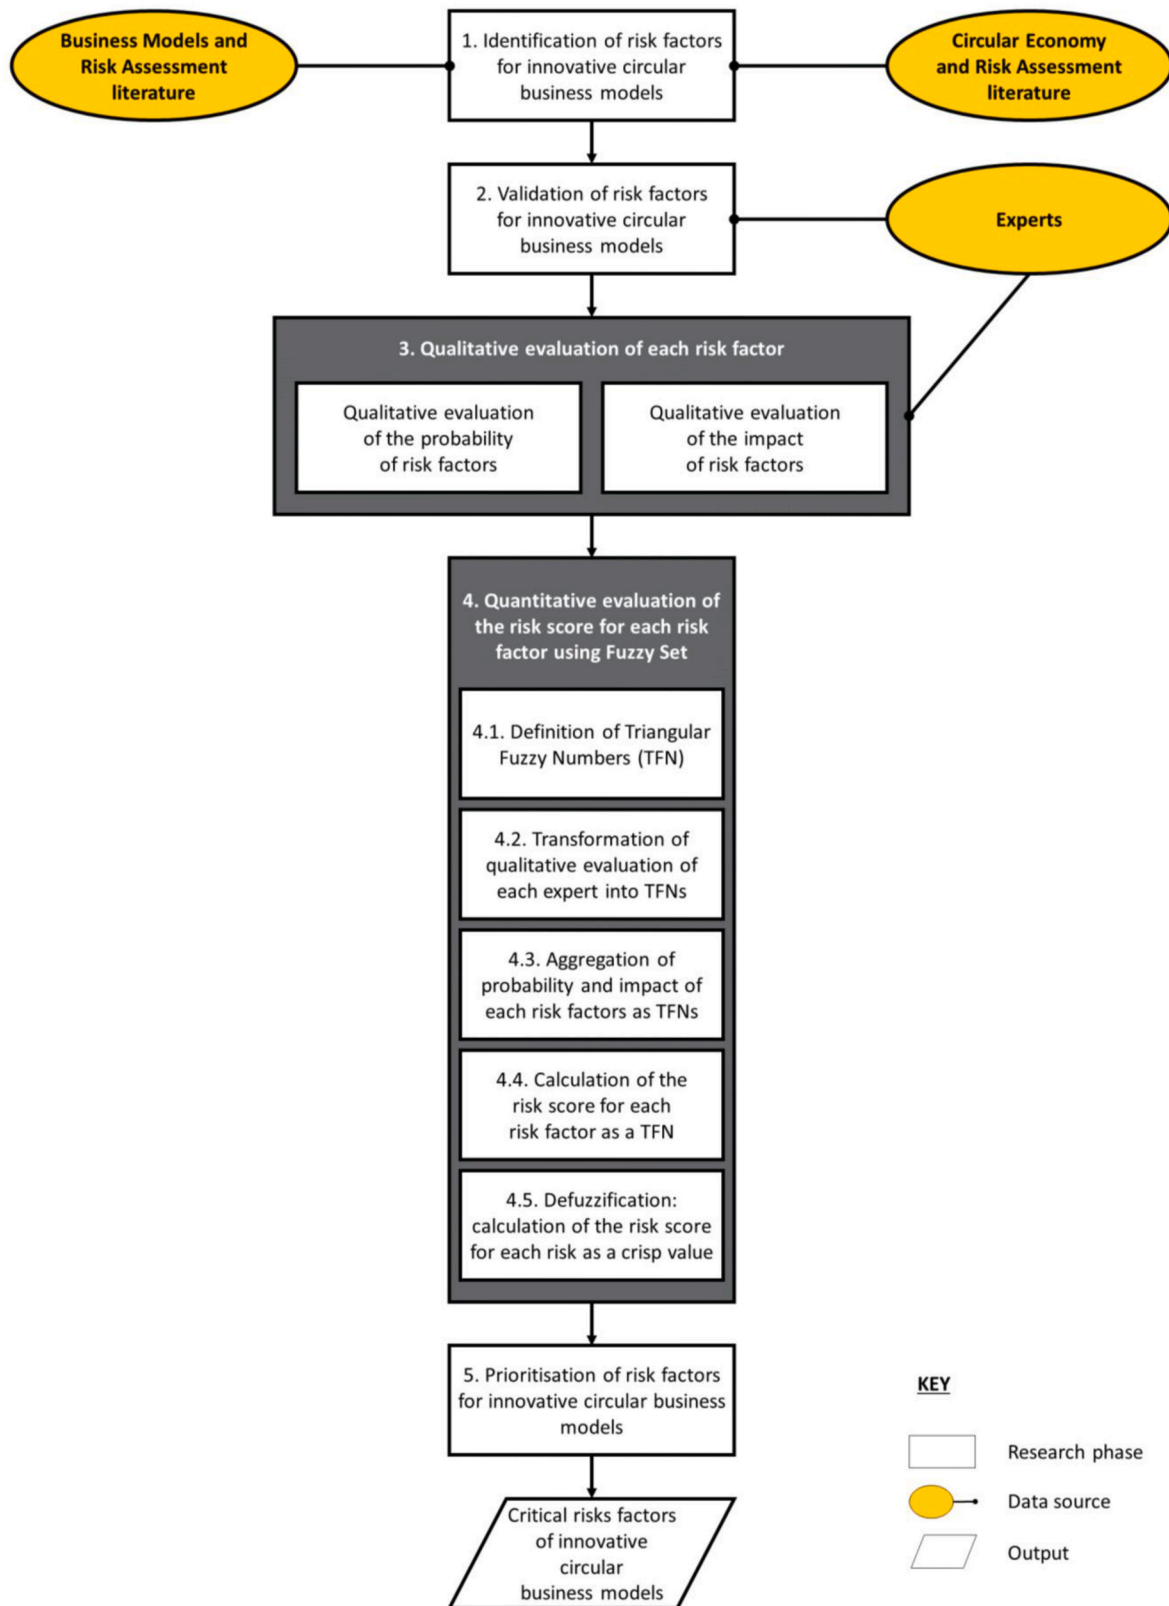 Business Models and
Risk Assessment
literature
1. Identification of risk factors
for innovative circular
business models
Circular Economy
and Risk Assessment
literature
2. Validation of risk factors
for innovative circular
business models
Experts
3. Qualitative evaluation of each risk factor
Qualitative evaluation
of the probability
of risk factors
Qualitative evaluation
of the impact
of risk factors
4. Quantitative evaluation of
the risk score for each risk
factor using Fuzzy Set
4.1. Definition of Triangular
Fuzzy Numbers (TFN)
4.2. Transformation of
qualitative evaluation of
each expert into TFNs
4.3. Aggregation of
probability and impact of
each risk factors as TFNs
4.4. Calculation of the
risk score for each
risk factor as a TFN
4.5. Defuzzification:
calculation of the risk score
for each risk as a crisp value
5. Prioritisation of risk factors
for innovative circular business
models
Critical risks factors
of innovative
circular
business models
KEY
Research phase
Data source
Output